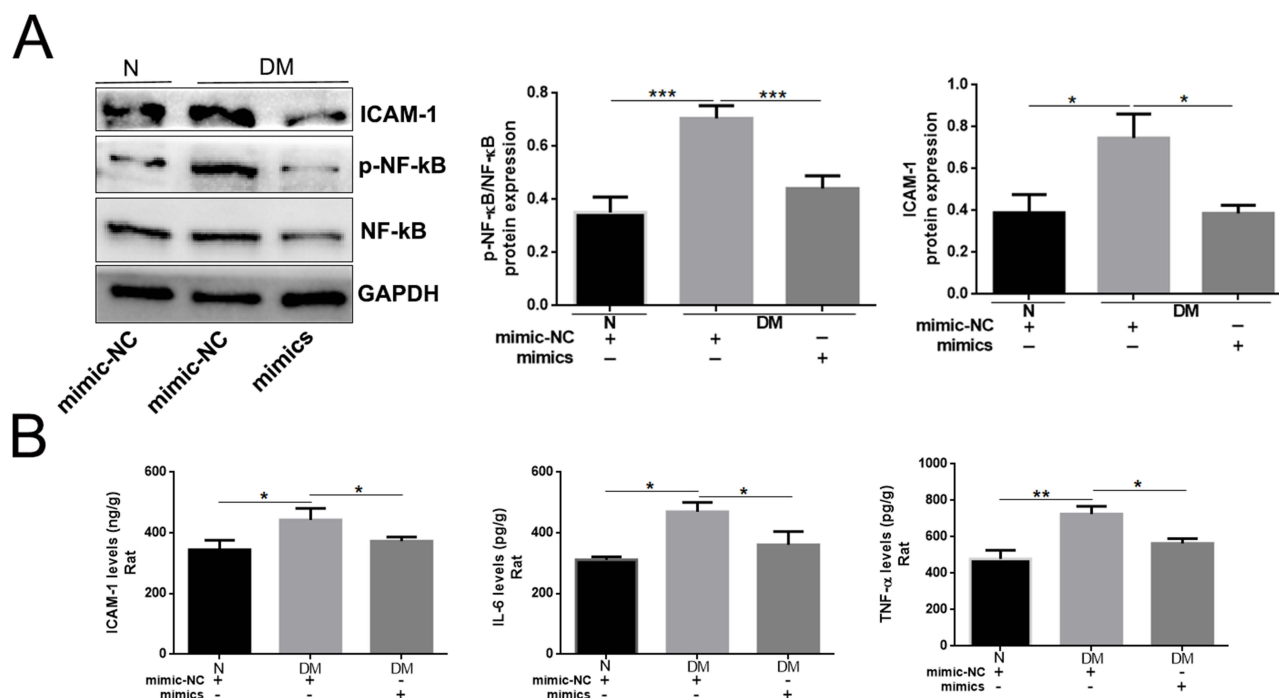 A
N DM
ICAM-1
p-NF-kB
NF-kB
GAPDH
mimic-NC mimic-NC mimics
p-NF-κB/NF-κB
protein expression
0.8
0.6
0.4
0.2
0.0
*** ***
N DM
mimic-NC + + –
mimics – – +
ICAM-1
protein expression
1.0
0.8
0.6
0.4
0.2
0.0
* *
N DM
mimic-NC + + –
mimics – – +
B
ICAM-1 levels (ng/g)
Rat
600
400
200
0
* *
N DM DM
mimic-NC + + -
mimics - - +
IL-6 levels (pg/g)
Rat
600
400
200
0
* *
N DM DM
mimic-NC + + -
mimics - - +
TNF-α levels (pg/g)
Rat
1000
800
600
400
200
0
** *
N DM DM
mimic-NC + + -
mimics - - +